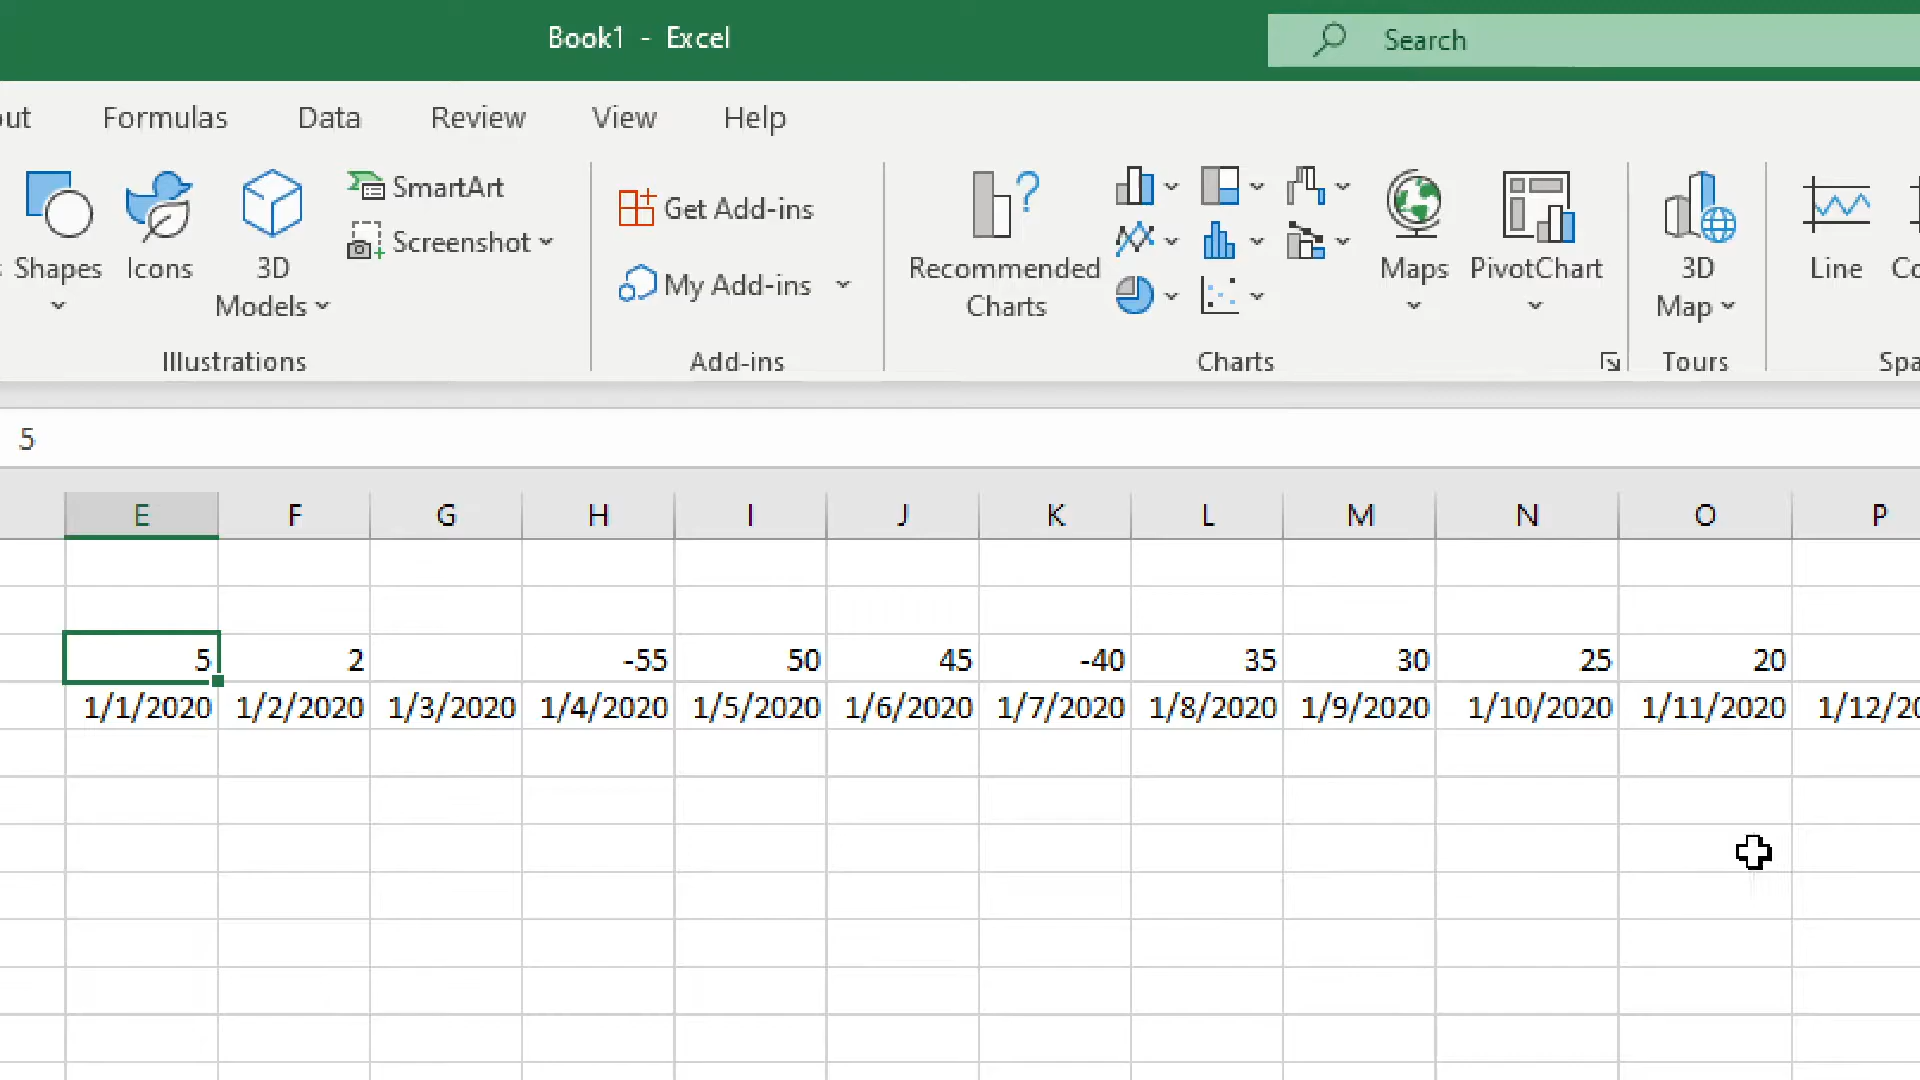 Book1 - Excel
Search
out Formulas Data Review View Help
Shapes
Icons
3D
Models
SmartArt
Screenshot
Illustrations
Get Add-ins
My Add-ins
Add-ins
?
Recommended
Charts
Maps
PivotChart
Charts
3D
Map
Tours
Line
Co
Spa
5
E F G H I J K L M N O P
5 2 -55 50 45 -40 35 30 25 20
1/1/2020 1/2/2020 1/3/2020 1/4/2020 1/5/2020 1/6/2020 1/7/2020 1/8/2020 1/9/2020 1/10/2020 1/11/2020 1/12/20